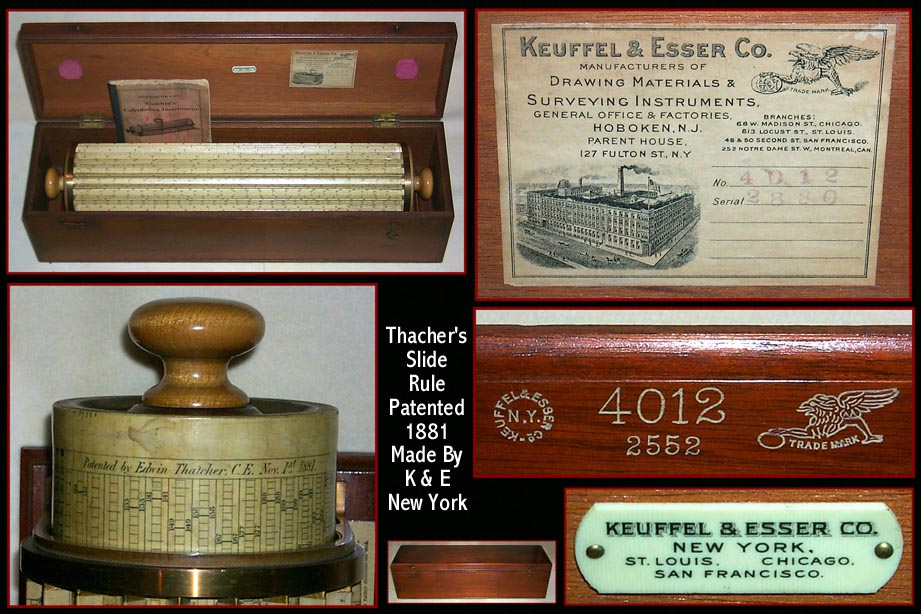 Thacher's
Calculating Instrument
KEUFFEL & ESSER CO.
MANUFACTURERS OF
DRAWING MATERIALS &
SURVEYING INSTRUMENTS,
GENERAL OFFICE & FACTORIES,
HOBOKEN, N.J.
PARENT HOUSE,
127 FULTON ST., N.Y
TRADE MARK
BRANCHES:
68 W. MADISON ST., CHICAGO.
813 LOCUST ST., ST. LOUIS.
48 & 50 SECOND ST., SAN FRANCISCO.
252 NOTRE DAME ST. W., MONTREAL, CAN.
No. 4012
Serial 2880
Patented by Edwin Thatcher, C.E. Nov. 1st 1881.
Thacher's
Slide
Rule
Patented
1881
Made By
K & E
New York
KEUFFEL & ESSER Co
N.Y.
4012
2552
TRADE MARK
KEUFFEL & ESSER CO.
NEW YORK,
ST. LOUIS. CHICAGO.
SAN FRANCISCO.